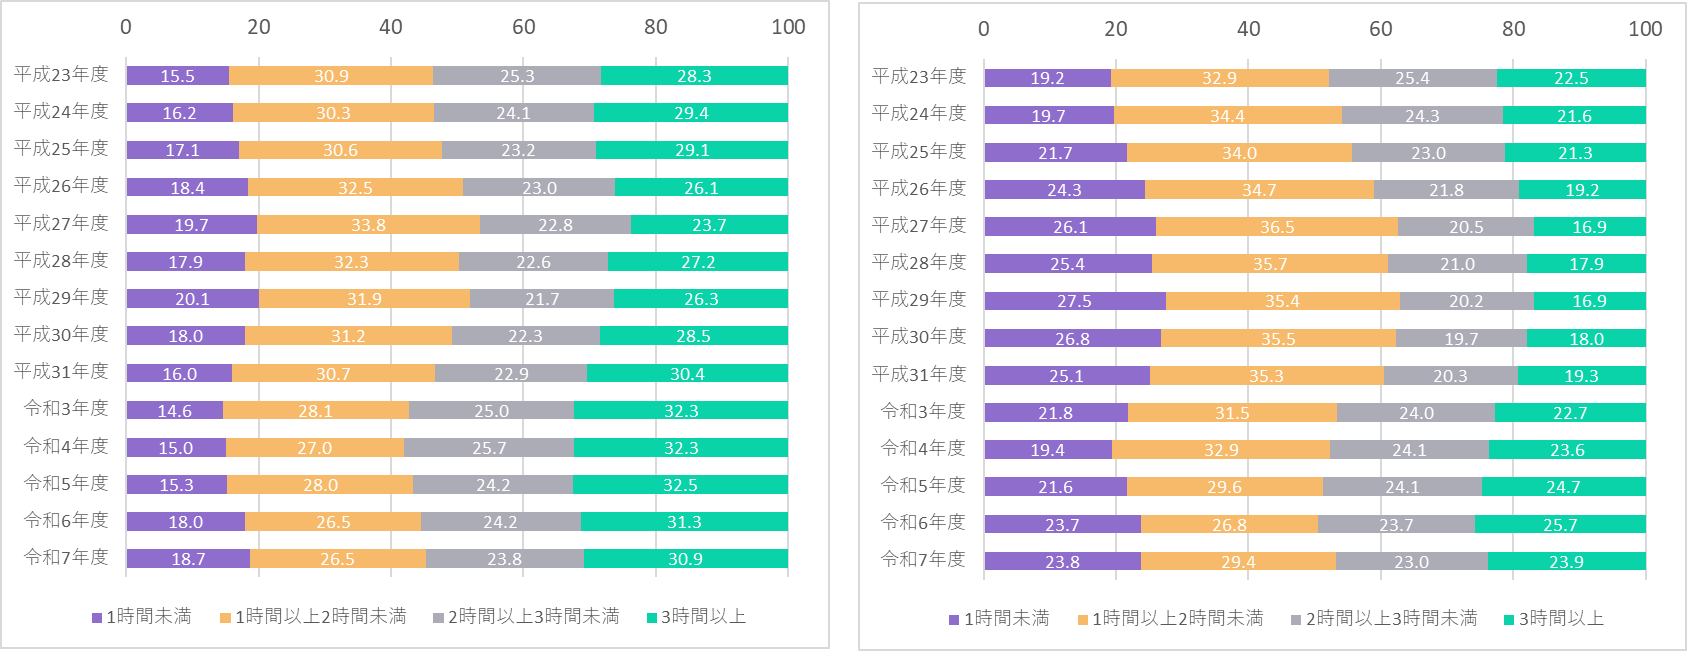 0 20 40 60 80 100
平成23年度 15.5 30.9 25.3 28.3
平成24年度 16.2 30.3 24.1 29.4
平成25年度 17.1 30.6 23.2 29.1
平成26年度 18.4 32.5 23.0 26.1
平成27年度 19.7 33.8 22.8 23.7
平成28年度 17.9 32.3 22.6 27.2
平成29年度 20.1 31.9 21.7 26.3
平成30年度 18.0 31.2 22.3 28.5
平成31年度 16.0 30.7 22.9 30.4
令和3年度 14.6 28.1 25.0 32.3
令和4年度 15.0 27.0 25.7 32.3
令和5年度 15.3 28.0 24.2 32.5
令和6年度 18.0 26.5 24.2 31.3
令和7年度 18.7 26.5 23.8 30.9
1時間未満 1時間以上2時間未満 2時間以上3時間未満 3時間以上
0 20 40 60 80 100
平成23年度 19.2 32.9 25.4 22.5
平成24年度 19.7 34.4 24.3 21.6
平成25年度 21.7 34.0 23.0 21.3
平成26年度 24.3 34.7 21.8 19.2
平成27年度 26.1 36.5 20.5 16.9
平成28年度 25.4 35.7 21.0 17.9
平成29年度 27.5 35.4 20.2 16.9
平成30年度 26.8 35.5 19.7 18.0
平成31年度 25.1 35.3 20.3 19.3
令和3年度 21.8 31.5 24.0 22.7
令和4年度 19.4 32.9 24.1 23.6
令和5年度 21.6 29.6 24.1 24.7
令和6年度 23.7 26.8 23.7 25.7
令和7年度 23.8 29.4 23.0 23.9
1時間未満 1時間以上2時間未満 2時間以上3時間未満 3時間以上